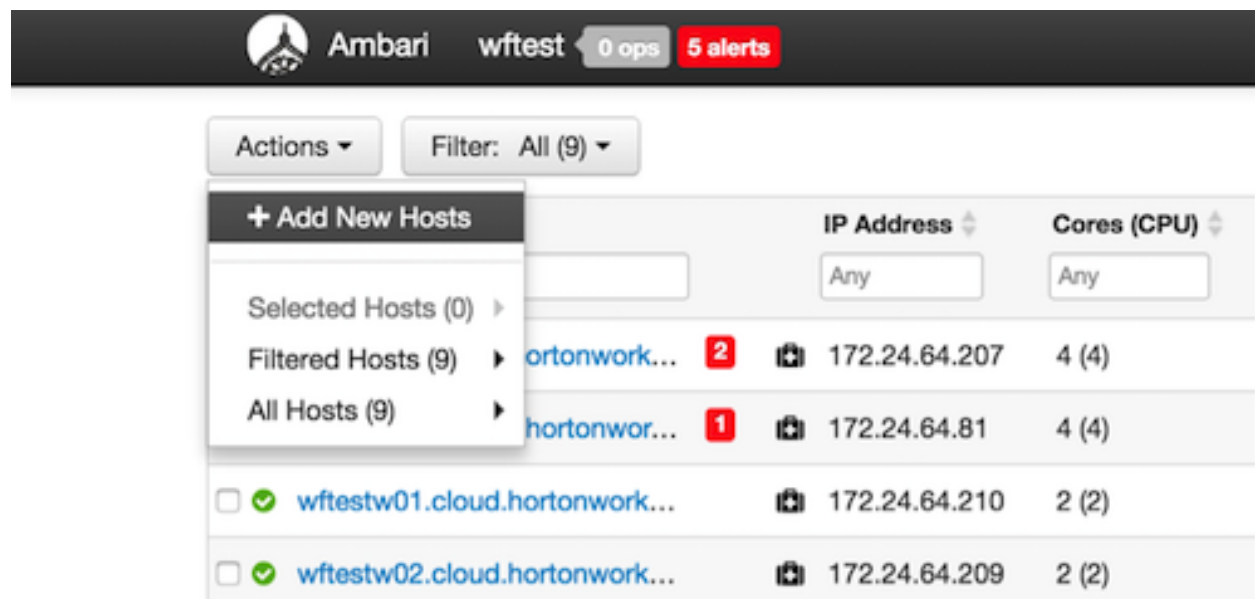 Ambari wftest 0 ops 5 alerts
Actions Filter: All (9)
+ Add New Hosts
IP Address Cores (CPU)
Any Any
Selected Hosts (0)
Filtered Hosts (9)
ortonwork... 2 172.24.64.207 4 (4)
All Hosts (9)
hortonwor... 1 172.24.64.81 4 (4)
wftestw01.cloud.hortonwork... 172.24.64.210 2 (2)
wftestw02.cloud.hortonwork... 172.24.64.209 2 (2)